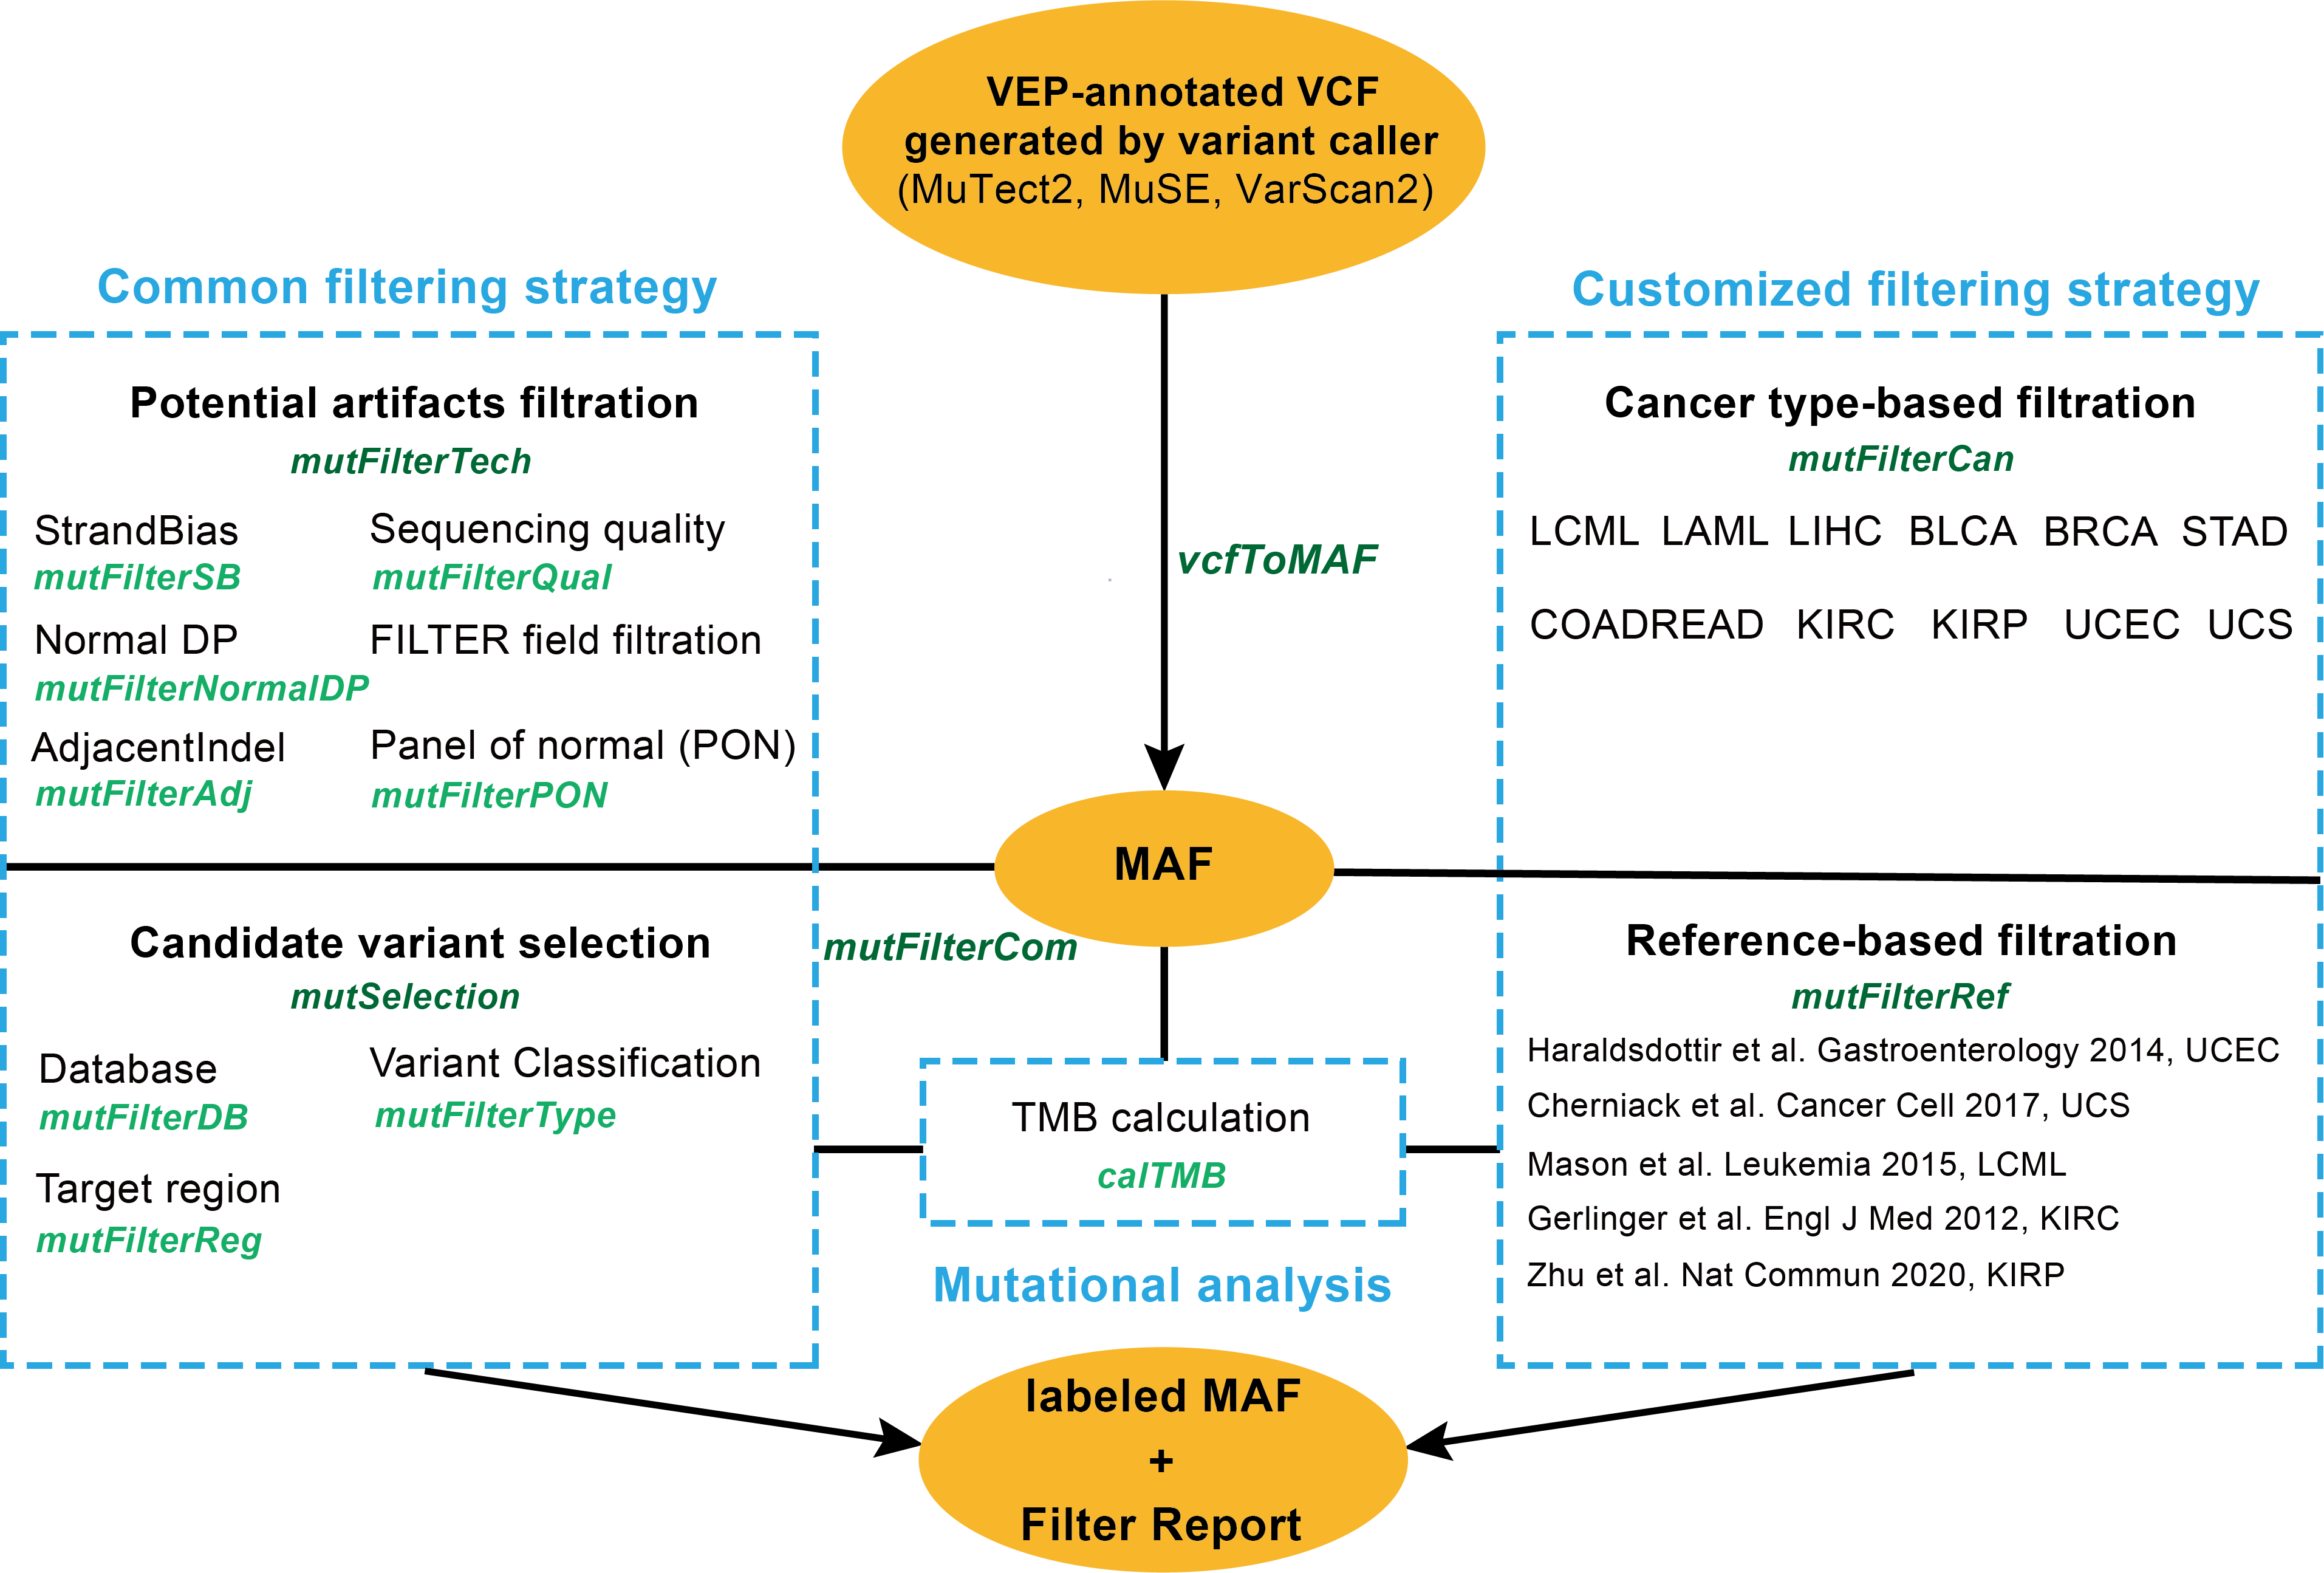 VEP-annotated VCF
generated by variant caller
(MuTect2, MuSE, VarScan2)
Common filtering strategy
Potential artifacts filtration
mutFilterTech
StrandBias
mutFilterSB
Sequencing quality
mutFilterQual
Normal DP
mutFilterNormalDP
FILTER field filtration
AdjacentIndel
mutFilterAdj
Panel of normal (PON)
mutFilterPON
Candidate variant selection
mutSelection
Database
mutFilterDB
Variant Classification
mutFilterType
Target region
mutFilterReg
vcfToMAF
MAF
mutFilterCom
TMB calculation
calTMB
Mutational analysis
Customized filtering strategy
Cancer type-based filtration
mutFilterCan
LCML LAML LIHC BLCA BRCA STAD
COADREAD KIRC KIRP UCEC UCS
Reference-based filtration
mutFilterRef
Haraldsdottir et al. Gastroenterology 2014, UCEC
Cherniack et al. Cancer Cell 2017, UCS
Mason et al. Leukemia 2015, LCML
Gerlinger et al. Engl J Med 2012, KIRC
Zhu et al. Nat Commun 2020, KIRP
labeled MAF
+
Filter Report